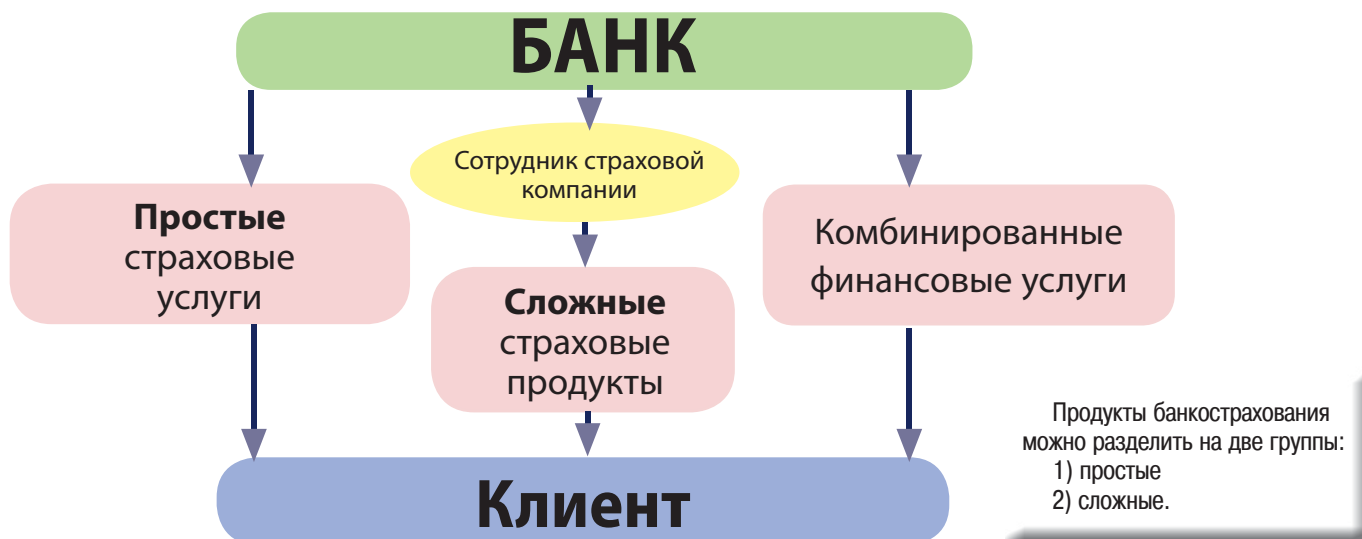 БАНК
Сотрудник страховой
компании
Простые
страховые
услуги
Сложные
страховые
продукты
Комбинированные
финансовые услуги
Клиент
Продукты банкострахования
можно разделить на две группы:
1) простые
2) сложные.